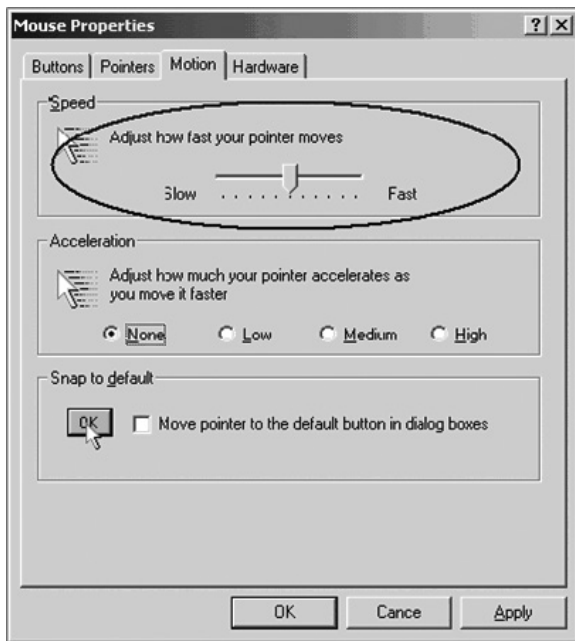 Mouse Properties
Buttons Pointers Motion Hardware
Speed
Adjust how fast your pointer moves
Slow Fast
Acceleration
Adjust how much your pointer accelerates as
you move it faster
None Low Medium High
Snap to default
OK Move pointer to the default button in dialog boxes
OK Cance Apply